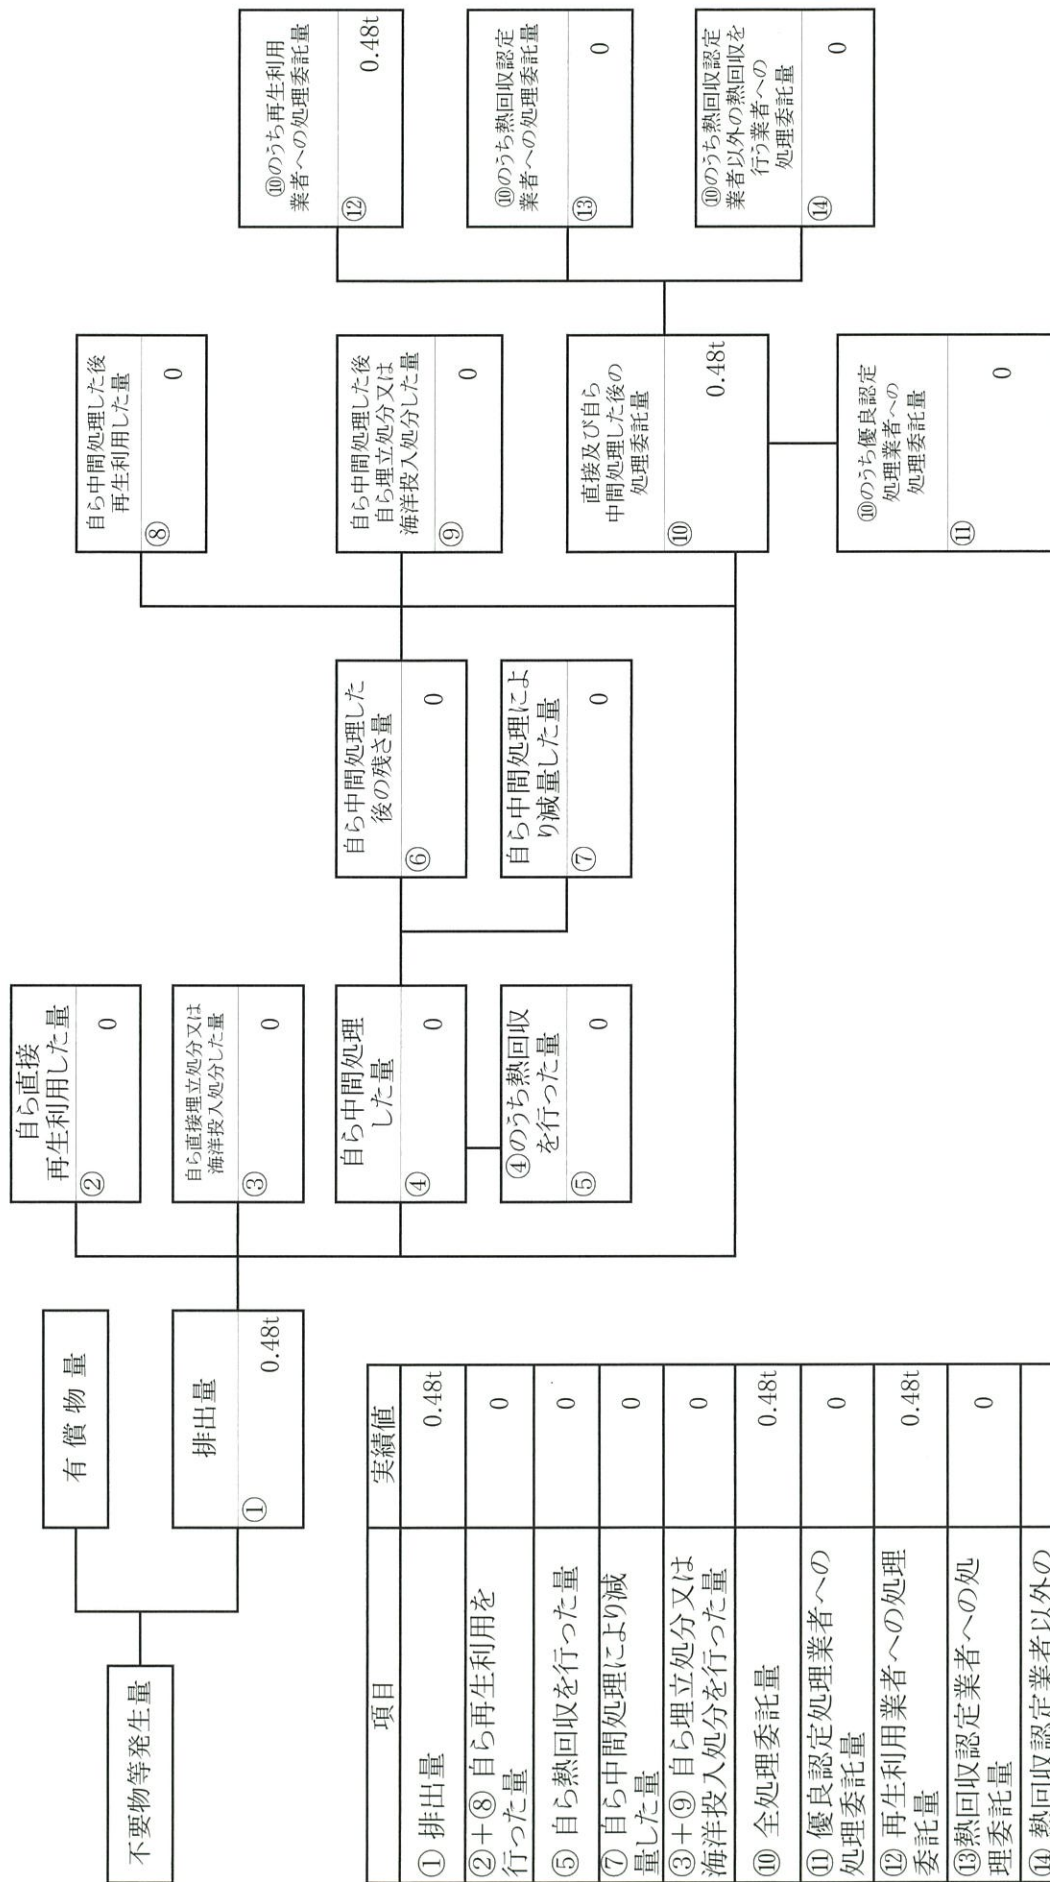 不要物等発生量
有償物量
排出量
①
0.48t
自ら直接
再生利用した量
②
0
自ら直接埋立処分又は
海洋投入処分した量
③
0
自ら中間処理
した量
④
0
④のうち熱回収
を行った量
⑤
0
自ら中間処理した
後の残さ量
⑥
0
自ら中間処理によ
り減量した量
⑦
0
自ら中間処理した後
再生利用した量
⑧
0
自ら中間処理した後
自ら埋立処分又は
海洋投入処分した量
⑨
0
直接及び自ら
中間処理した後の
処理委託量
⑩
0.48t
⑩のうち優良認定
処理業者への
処理委託量
⑪
0
⑩のうち再生利用
業者への処理委託量
⑫
0.48t
⑩のうち熱回収認定
業者への処理委託量
⑬
0
⑩のうち熱回収認定
業者以外の熱回収を
行う業者への
処理委託量
⑭
0
項目 実績値
① 排出量 0.48t
②+⑧ 自ら再生利用を
行った量 0
⑤ 自ら熱回収を行った量 0
⑦ 自ら中間処理により減
量した量 0
③+⑨ 自ら埋立処分又は
海洋投入処分を行った量 0
⑩ 全処理委託量 0.48t
⑪ 優良認定処理業者への
処理委託量 0
⑫ 再生利用業者への処理
委託量 0.48t
⑬熱回収認定業者への処
理委託量 0
⑭ 熱回収認定業者以外の